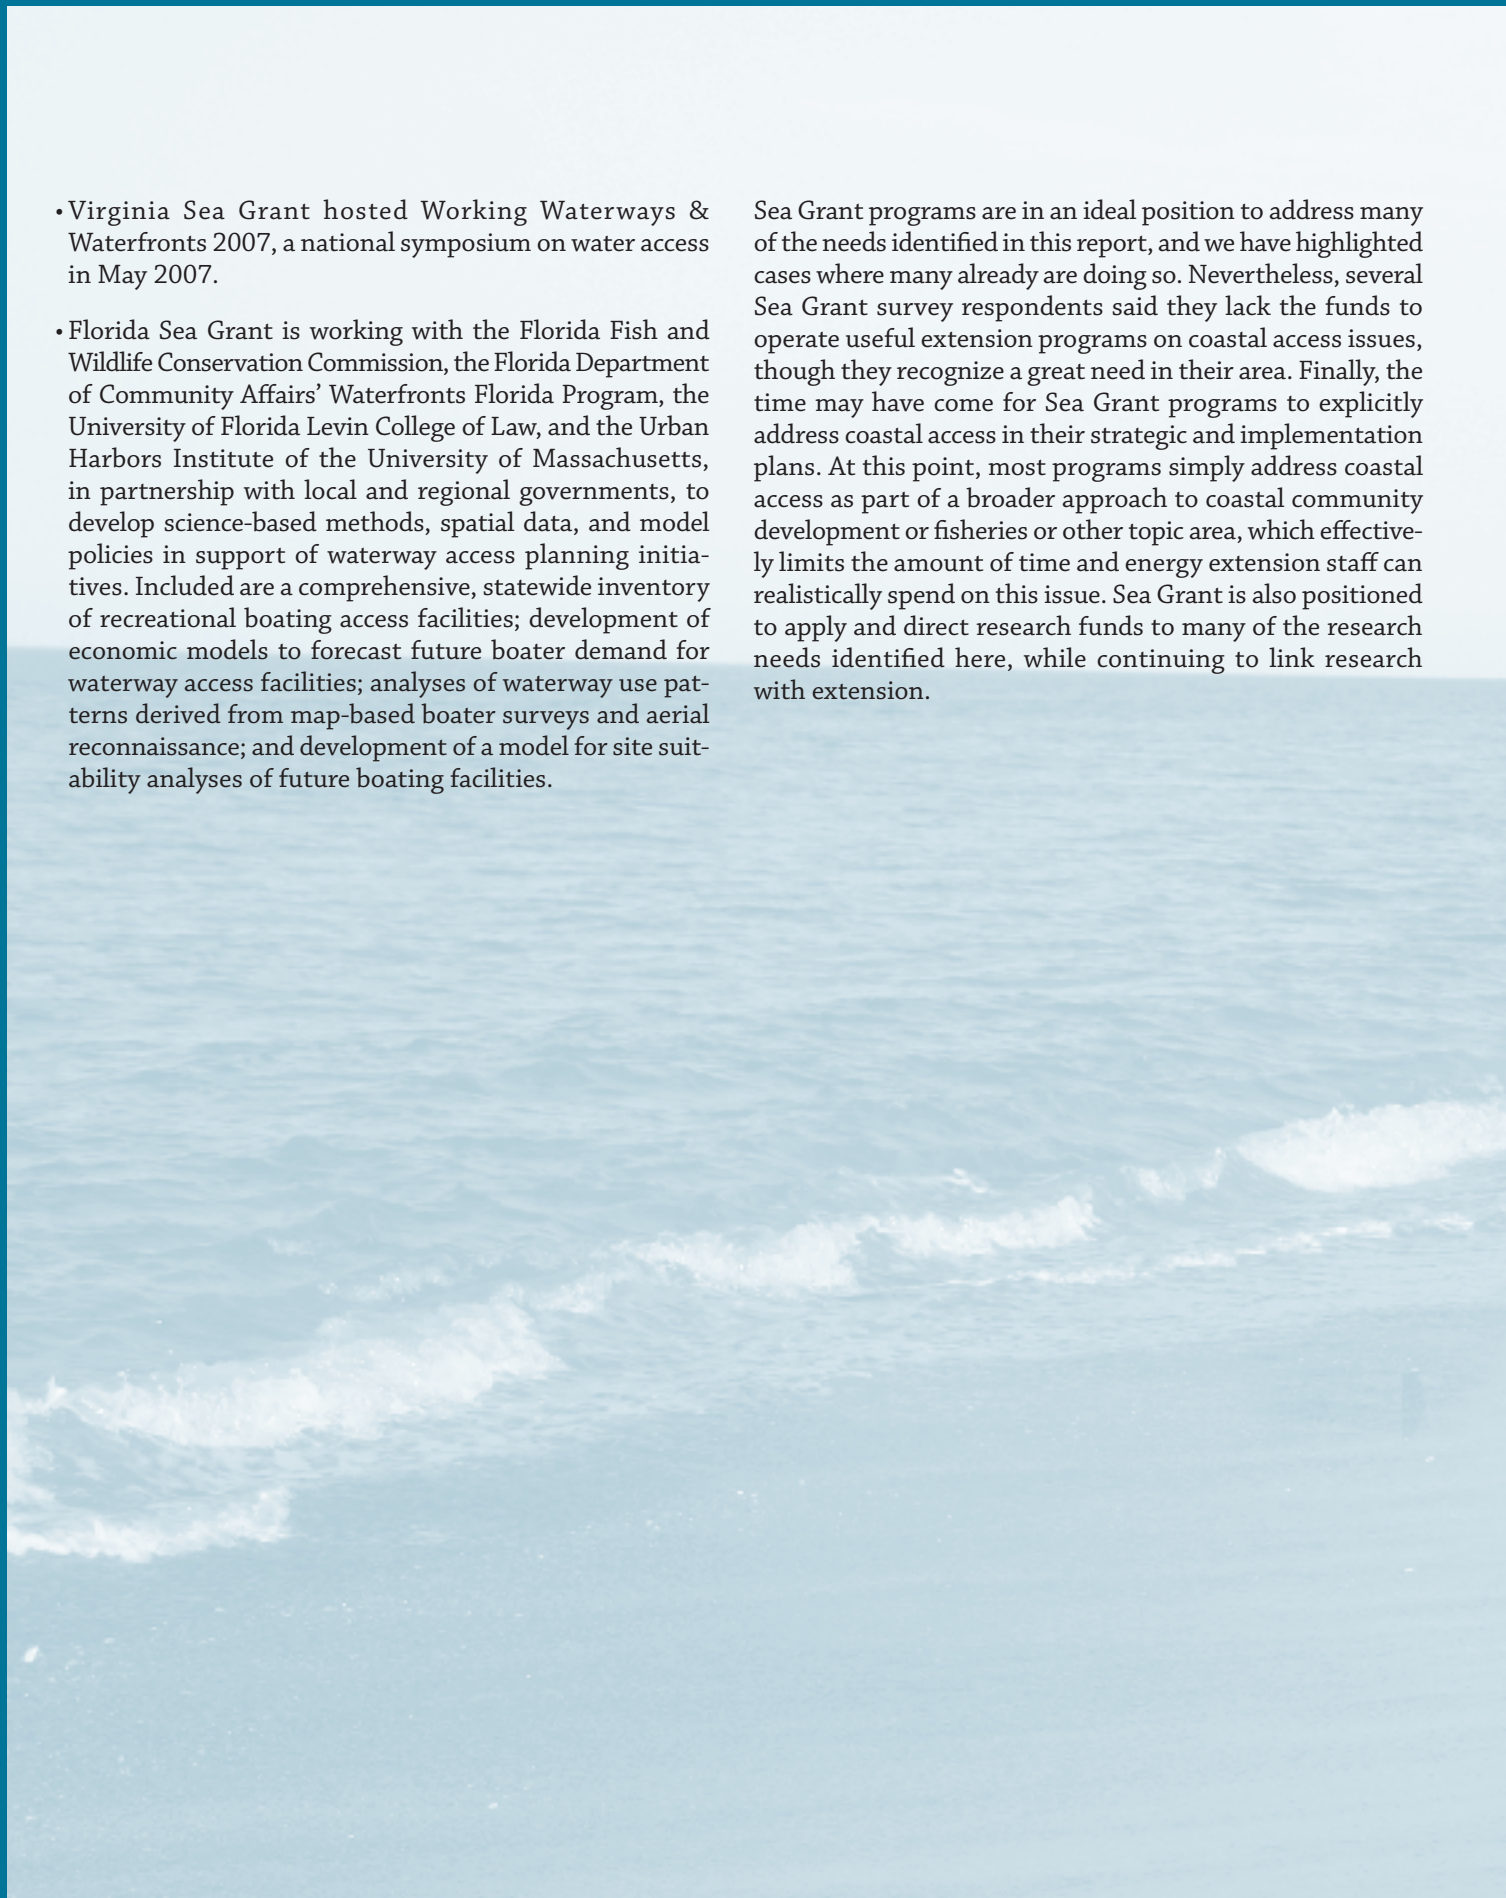 • Virginia Sea Grant hosted Working Waterways &
Waterfronts 2007, a national symposium on water access
in May 2007.
• Florida Sea Grant is working with the Florida Fish and
Wildlife Conservation Commission, the Florida Department
of Community Affairs’ Waterfronts Florida Program, the
University of Florida Levin College of Law, and the Urban
Harbors Institute of the University of Massachusetts,
in partnership with local and regional governments, to
develop science-based methods, spatial data, and model
policies in support of waterway access planning initia-
tives. Included are a comprehensive, statewide inventory
of recreational boating access facilities; development of
economic models to forecast future boater demand for
waterway access facilities; analyses of waterway use pat-
terns derived from map-based boater surveys and aerial
reconnaissance; and development of a model for site suit-
ability analyses of future boating facilities.
Sea Grant programs are in an ideal position to address many
of the needs identified in this report, and we have highlighted
cases where many already are doing so. Nevertheless, several
Sea Grant survey respondents said they lack the funds to
operate useful extension programs on coastal access issues,
though they recognize a great need in their area. Finally, the
time may have come for Sea Grant programs to explicitly
address coastal access in their strategic and implementation
plans. At this point, most programs simply address coastal
access as part of a broader approach to coastal community
development or fisheries or other topic area, which effective-
ly limits the amount of time and energy extension staff can
realistically spend on this issue. Sea Grant is also positioned
to apply and direct research funds to many of the research
needs identified here, while continuing to link research
with extension.